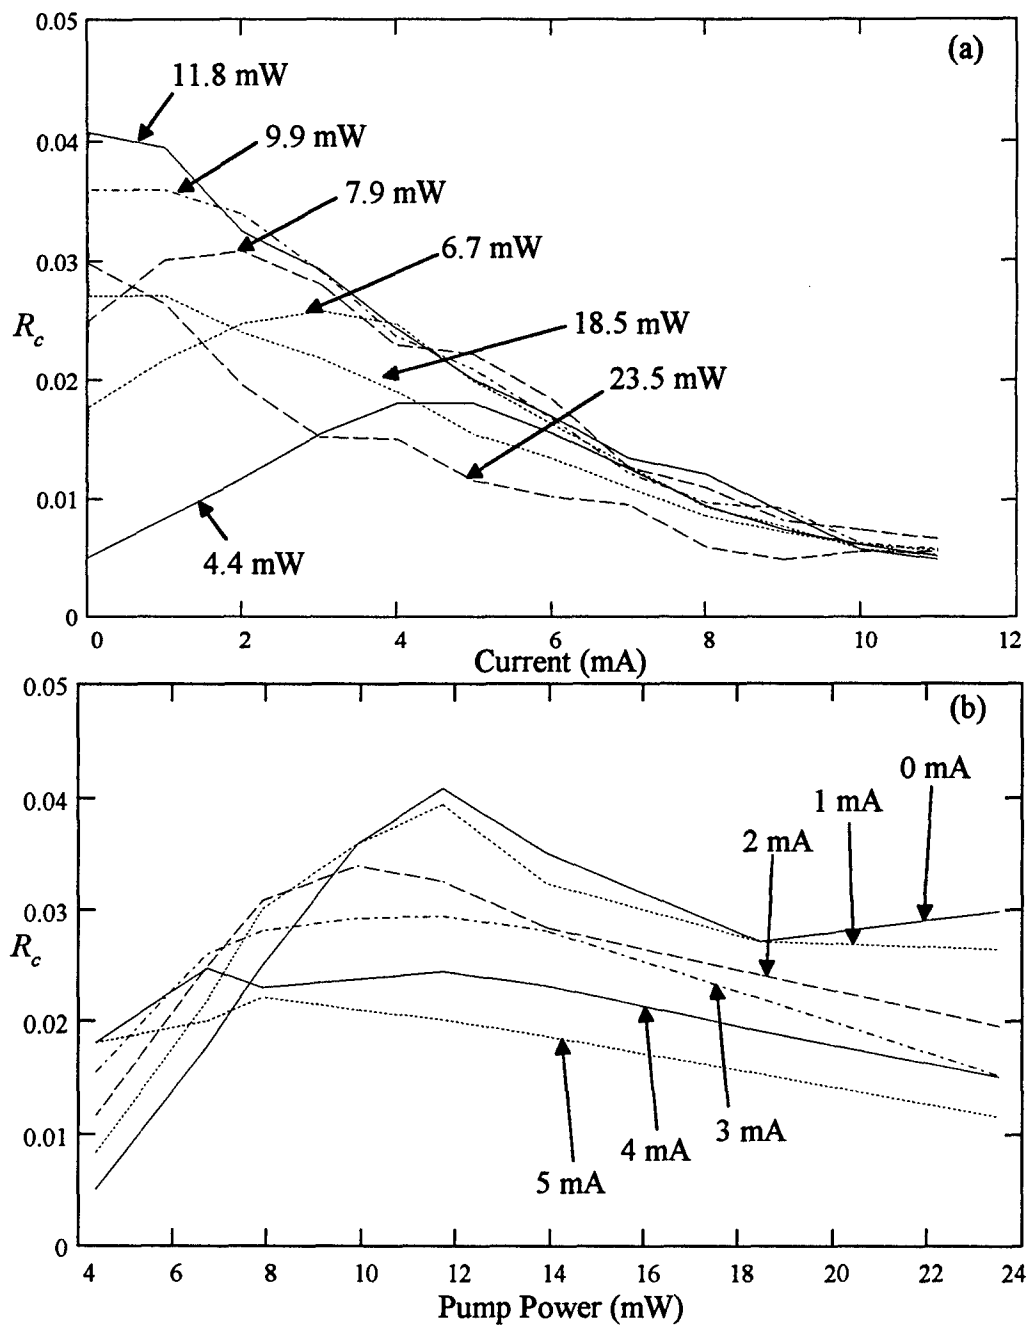 0.05
(a)
11.8 mW
0.04
9.9 mW
7.9 mW
6.7 mW
0.03
R_c
18.5 mW
23.5 mW
0.02
0.01
4.4 mW
0
0 2 4 6 8 10 12
Current (mA)
0.05
(b)
0 mA
1 mA
0.04
2 mA
0.03
R_c
0.02
0.01
3 mA
4 mA
5 mA
0
4 6 8 10 12 14 16 18 20 22 24
Pump Power (mW)